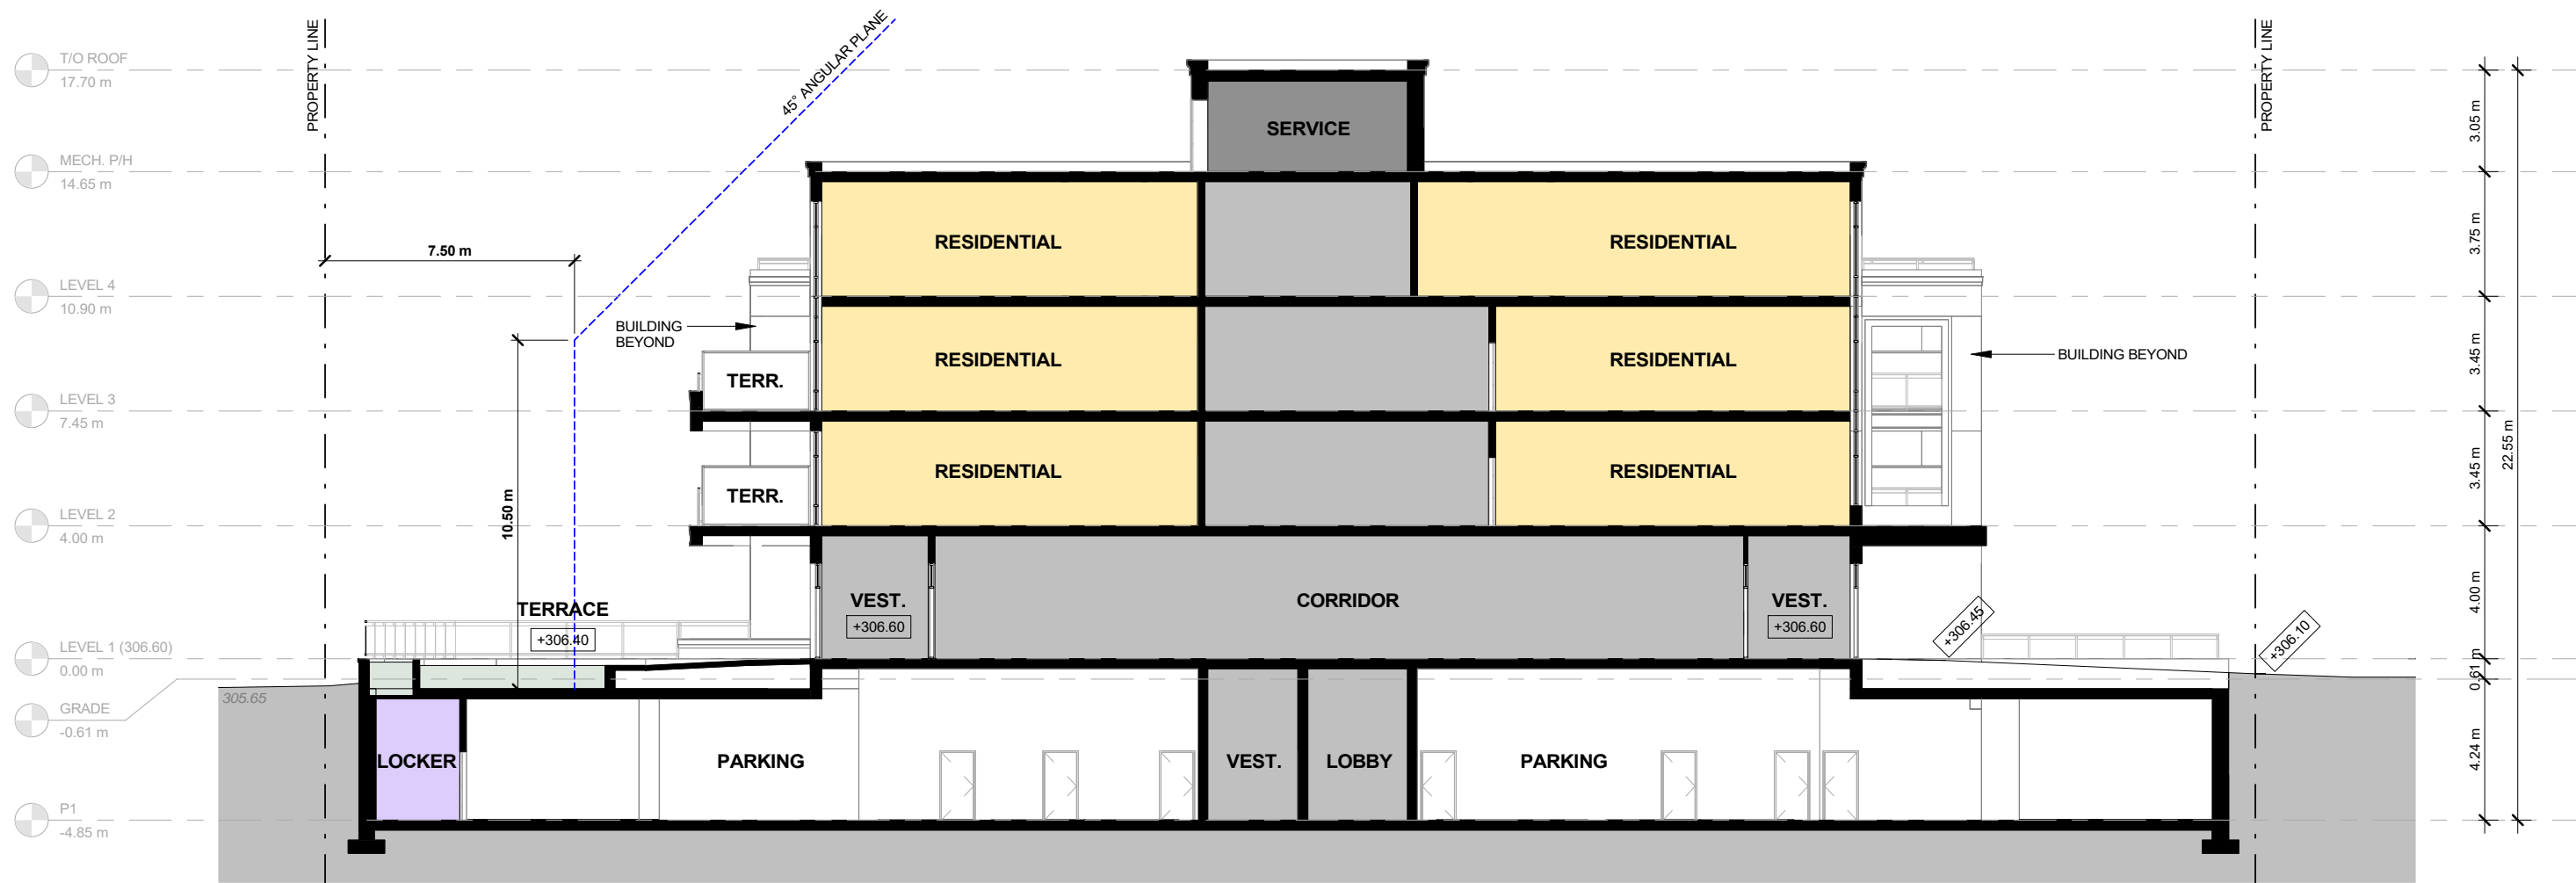 PROPERTY LINE
45° ANGULAR PLANE
PROPERTY LINE
T/O ROOF
17.70 m
3.05 m
SERVICE
MECH. P/H
14.65 m
7.50 m
RESIDENTIAL
RESIDENTIAL
3.75 m
LEVEL 4
10.90 m
BUILDING
BEYOND
TERR.
RESIDENTIAL
RESIDENTIAL
BUILDING BEYOND
3.45 m
LEVEL 3
7.45 m
22.55 m
10.50 m
TERR.
RESIDENTIAL
RESIDENTIAL
3.45 m
LEVEL 2
4.00 m
TERRACE
+306.40
VEST.
+306.60
CORRIDOR
VEST.
+306.60
+306.45
+306.10
4.00 m
LEVEL 1 (306.60)
0.00 m
0.61 m
305.65
GRADE
-0.61 m
LOCKER
PARKING
VEST.
LOBBY
PARKING
4.24 m
P1
-4.85 m